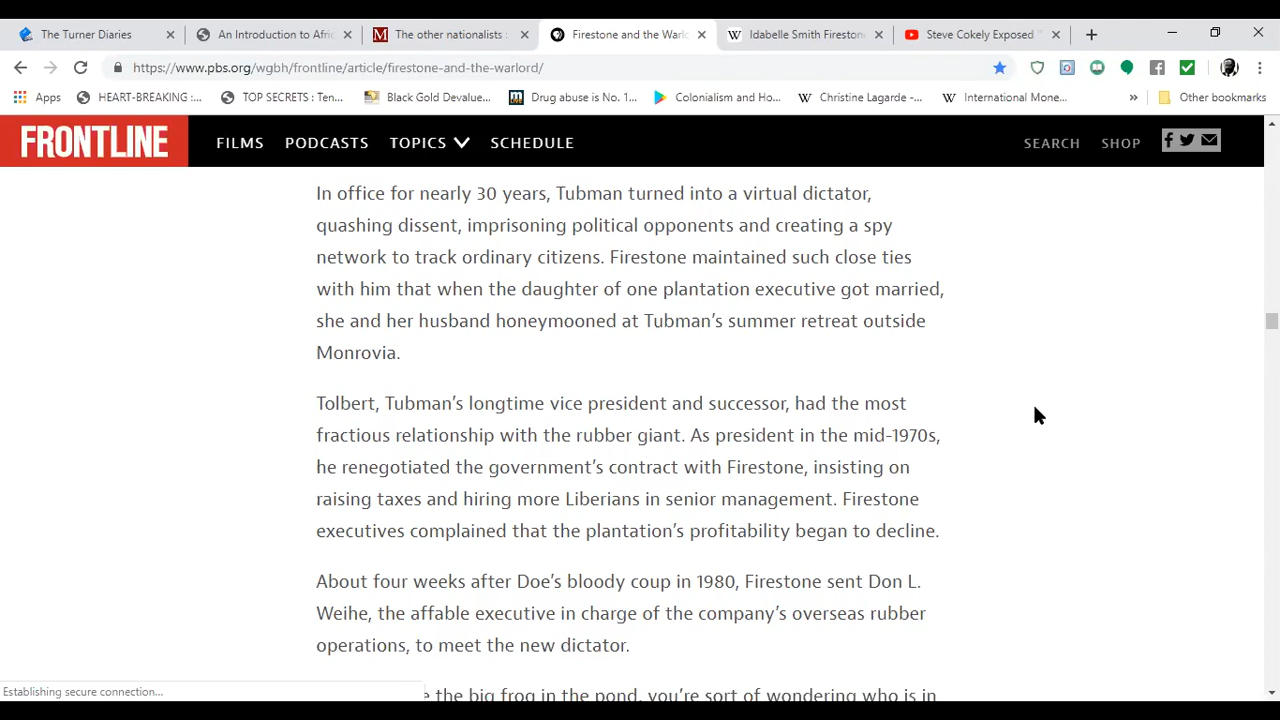 The Turner Diaries
An Introduction to Afri
The other nationalists :
Firestone and the Warlo
Idabelle Smith Firestone
Steve Cokely Exposed "
https://www.pbs.org/wgbh/frontline/article/firestone-and-the-warlord/
Apps
HEART-BREAKING :...
TOP SECRETS : Ten...
Black Gold Devalue...
Drug abuse is No. 1...
Colonialism and Ho...
Christine Lagarde -...
International Mone...
»
Other bookmarks
FRONTLINE
FILMS
PODCASTS
TOPICS
SCHEDULE
SEARCH
SHOP
In office for nearly 30 years, Tubman turned into a virtual dictator,
quashing dissent, imprisoning political opponents and creating a spy
network to track ordinary citizens. Firestone maintained such close ties
with him that when the daughter of one plantation executive got married,
she and her husband honeymooned at Tubman’s summer retreat outside
Monrovia.
Tolbert, Tubman’s longtime vice president and successor, had the most
fractious relationship with the rubber giant. As president in the mid-1970s,
he renegotiated the government’s contract with Firestone, insisting on
raising taxes and hiring more Liberians in senior management. Firestone
executives complained that the plantation’s profitability began to decline.
About four weeks after Doe’s bloody coup in 1980, Firestone sent Don L.
Weihe, the affable executive in charge of the company’s overseas rubber
operations, to meet the new dictator.
the big frog in the pond, you’re sort of wondering who is in
Establishing secure connection...